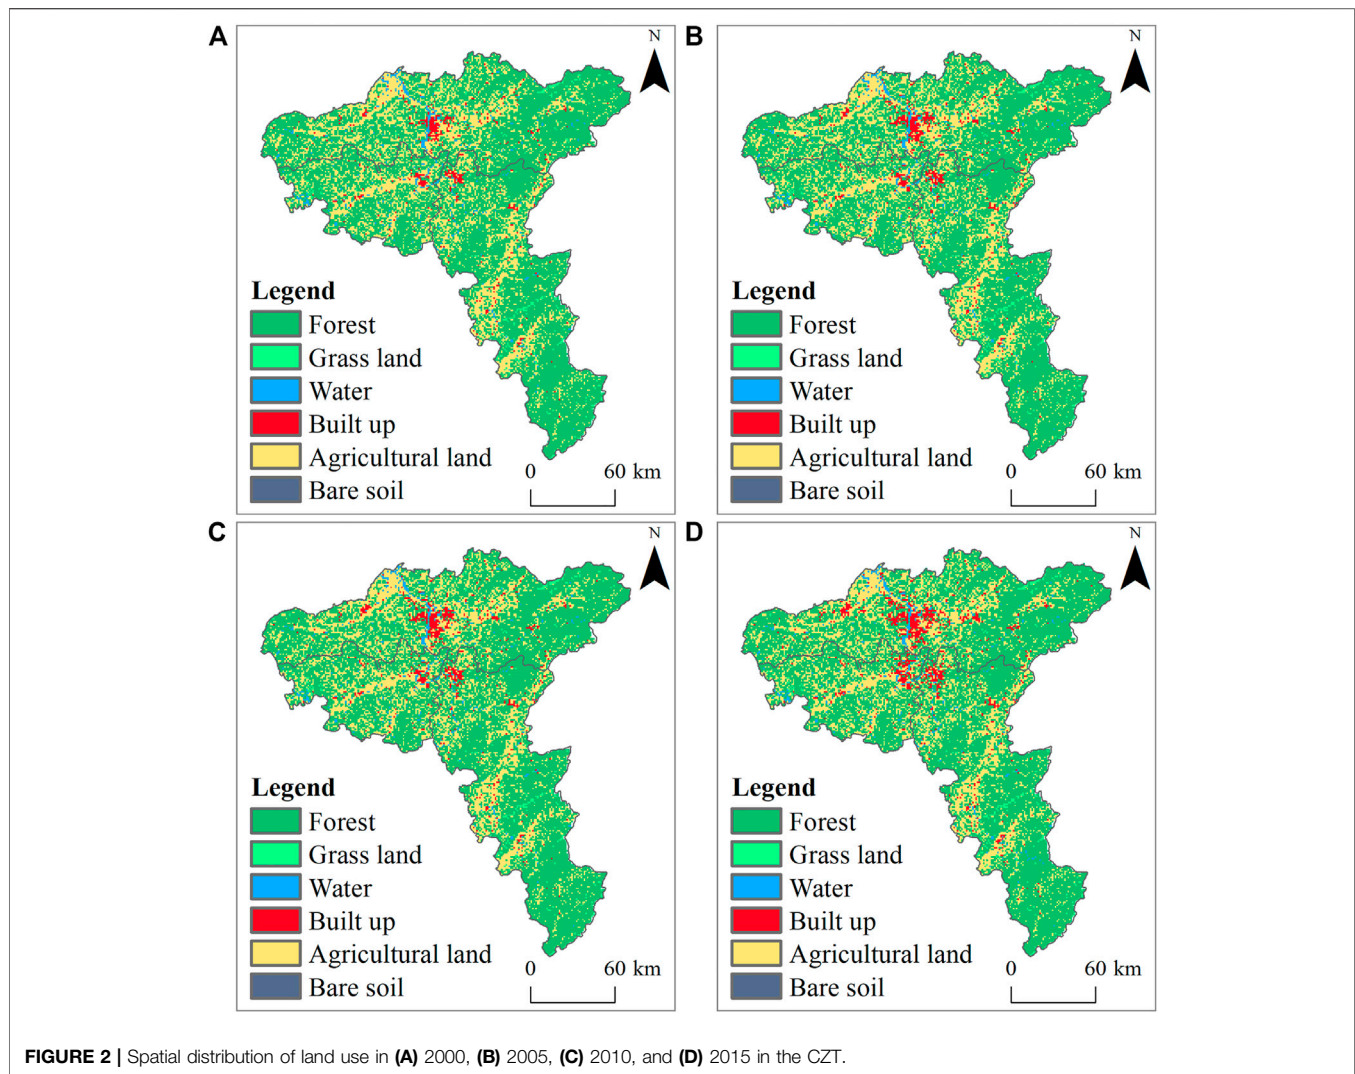 A
N
Legend
Forest
Grass land
Water
Built up
Agricultural land
Bare soil
0 60 km
B
N
Legend
Forest
Grass land
Water
Built up
Agricultural land
Bare soil
0 60 km
C
N
Legend
Forest
Grass land
Water
Built up
Agricultural land
Bare soil
0 60 km
D
N
Legend
Forest
Grass land
Water
Built up
Agricultural land
Bare soil
0 60 km
FIGURE 2 | Spatial distribution of land use in (A) 2000, (B) 2005, (C) 2010, and (D) 2015 in the CZT.